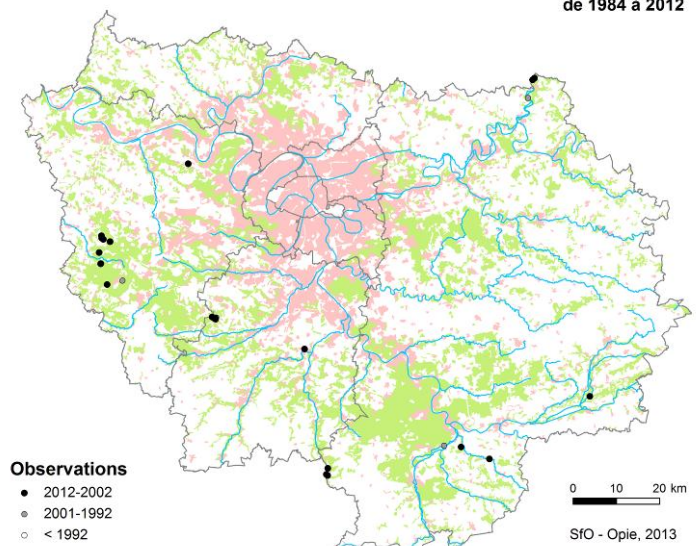 de 1984 à 2012
Observations
2012-2002
2001-1992
< 1992
0 10 20 km
SfO - Opie, 2013